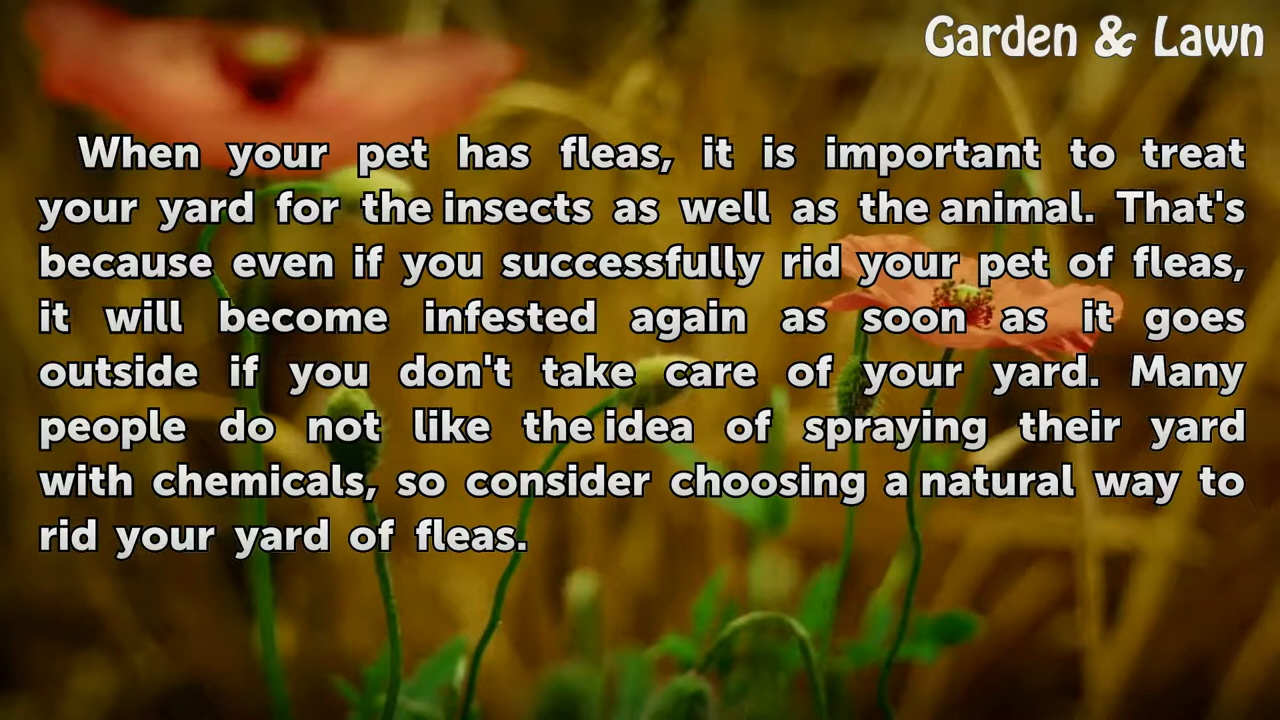 Garden & Lawn
When your pet has fleas, it is important to treat
your yard for the insects as well as the animal. That's
because even if you successfully rid your pet of fleas,
it will become infested again as soon as it goes
outside if you don't take care of your yard. Many
people do not like the idea of spraying their yard
with chemicals, so consider choosing a natural way to
rid your yard of fleas.